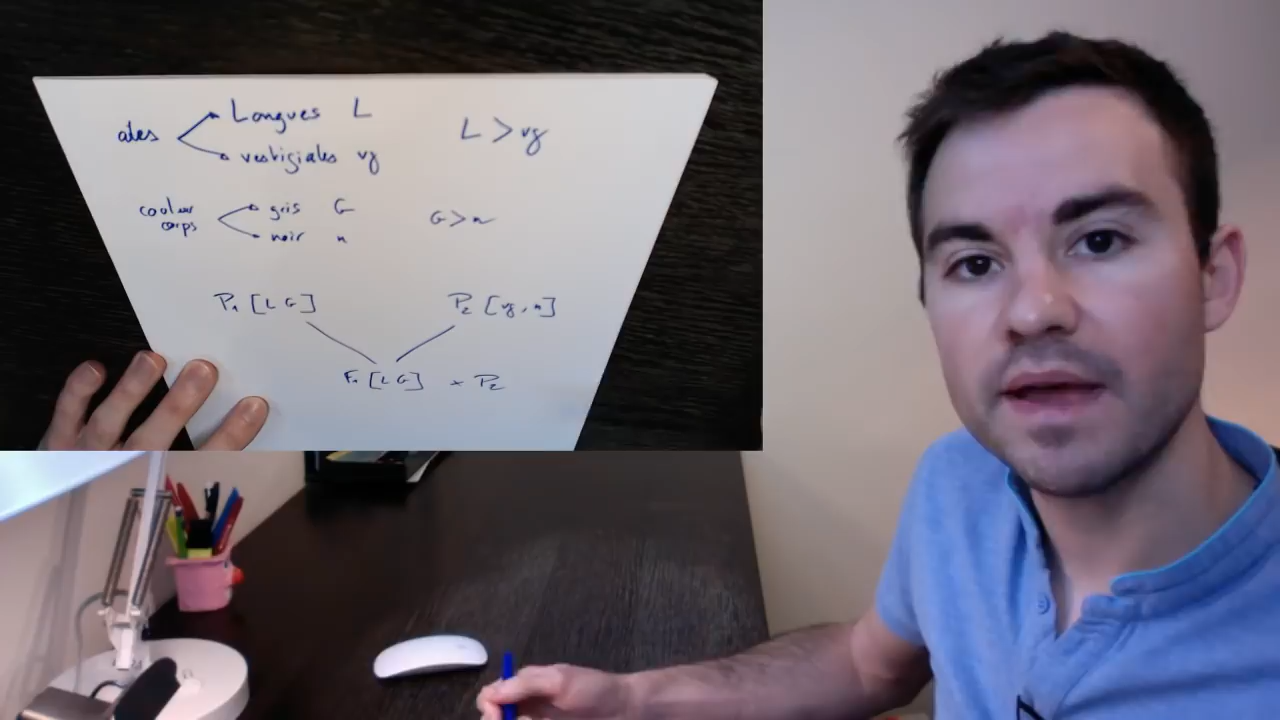 ailes Longues L L > vg
vestigiales vg
couleur corps gris G G > n
noir n
P1 [L G] P2 [vg, n]
F1 [L G] × P2